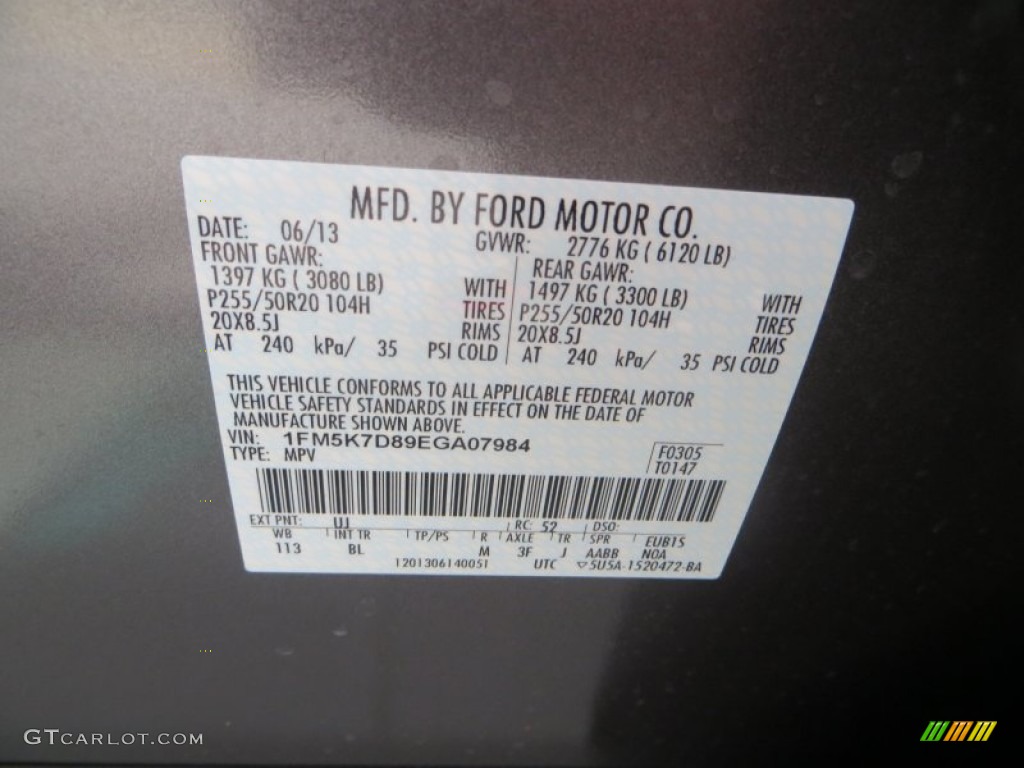 MFD. BY FORD MOTOR CO.
DATE: 06/13 GVWR: 2776 KG ( 6120 LB)
FRONT GAWR: REAR GAWR:
1397 KG ( 3080 LB) WITH 1497 KG ( 3300 LB) WITH
P255/50R20 104H TIRES P255/50R20 104H TIRES
20X8.5J RIMS 20X8.5J RIMS
AT 240 kPa/ 35 PSI COLD AT 240 kPa/ 35 PSI COLD
THIS VEHICLE CONFORMS TO ALL APPLICABLE FEDERAL MOTOR
VEHICLE SAFETY STANDARDS IN EFFECT ON THE DATE OF
MANUFACTURE SHOWN ABOVE.
VIN: 1FM5K7D89EGA07984
TYPE: MPV
F0305
T0147
EXT PNT: UJ RC: 52 DSO:
WB INT TR TP/PS R AXLE TR SPR EUB1S
113 BL M 3F J AABB NOA
1201306140051 UTC ▽5U5A-1520472-BA
GTCARLOT.COM